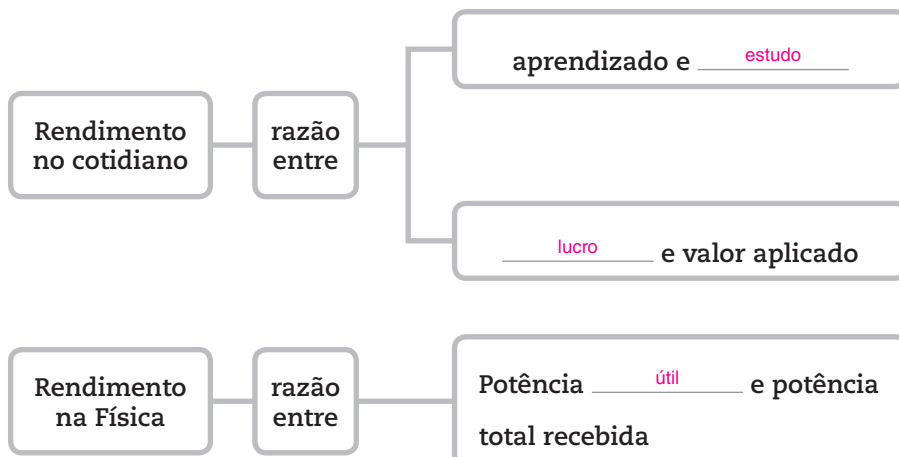 aprendizado e estudo
Rendimento
no cotidiano
razão
entre
lucro e valor aplicado
Rendimento
na Física
razão
entre
Potência útil e potência
total recebida